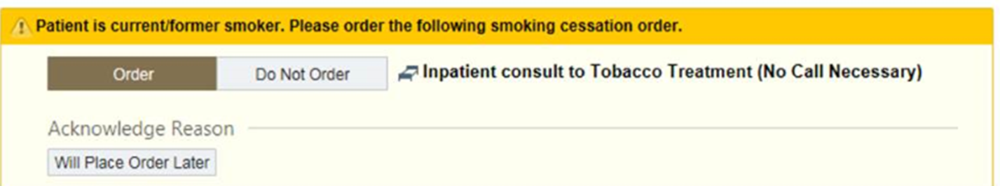 Patient is current/former smoker. Please order the following smoking cessation order.
Order Do Not Order Inpatient consult to Tobacco Treatment (No Call Necessary)
Acknowledge Reason
Will Place Order Later